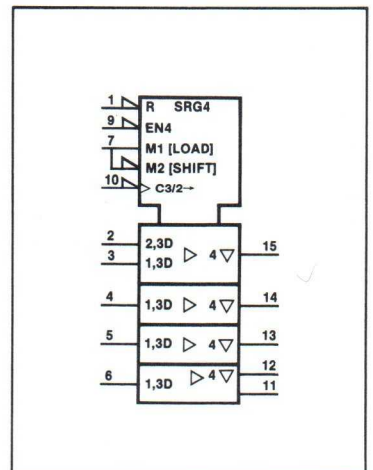 1 R SRG4
9 EN4
7 M1 [LOAD]
M2 [SHIFT]
10 C3/2→
2 2,3D 4 15
3 1,3D
4 1,3D 4 14
5 1,3D 4 13
6 1,3D 4 12
11